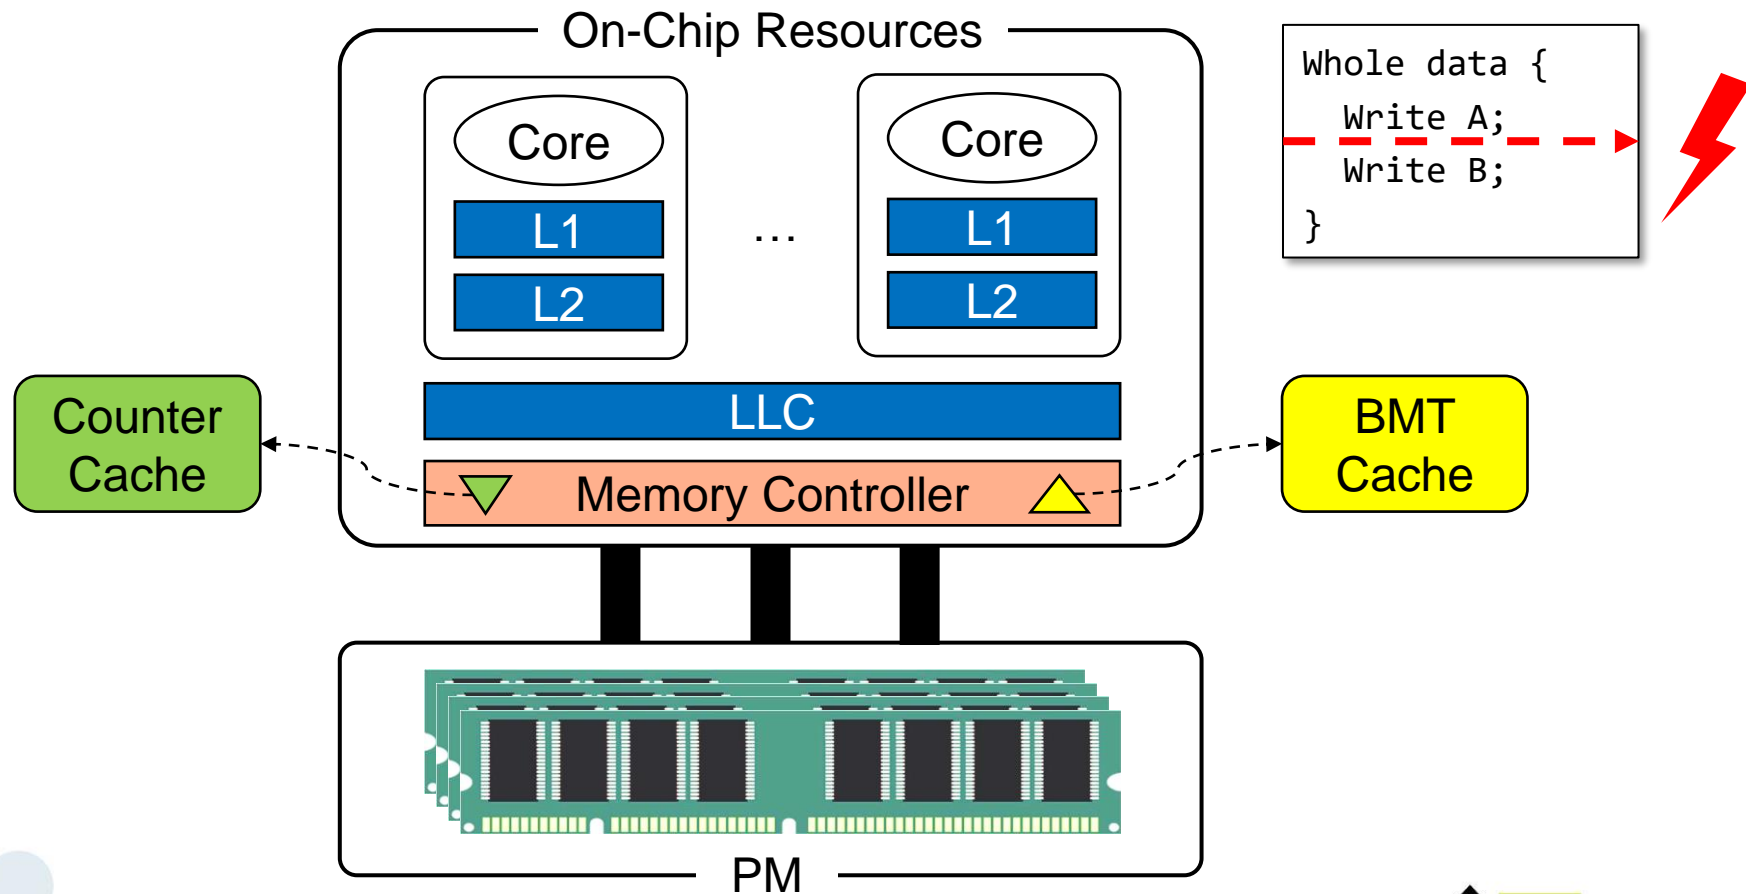 On-Chip Resources
Whole data {
Write A;
Write B;
}
Core
Core
L1
...
L1
L2
L2
Counter
Cache
LLC
BMT
Cache
Memory Controller
PM